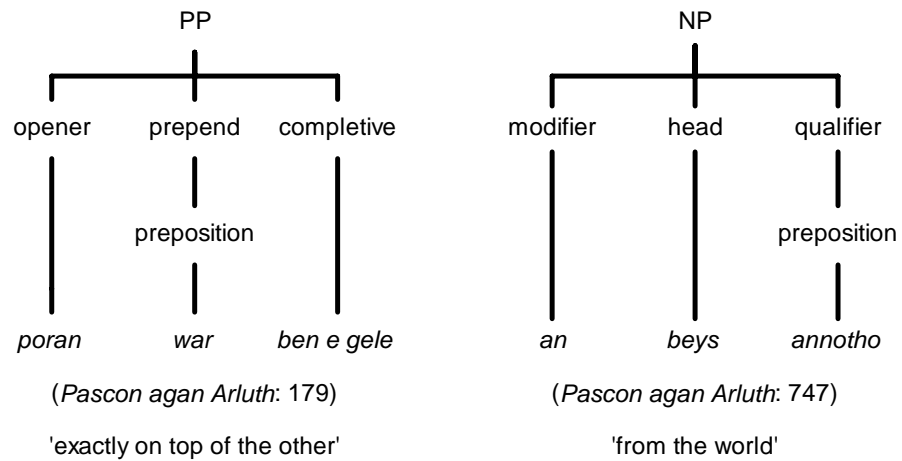 PP
opener prepend completive
preposition
poran war ben e gele
(Pascon agan Arluth: 179)
'exactly on top of the other'
NP
modifier head qualifier
preposition
an beys annotho
(Pascon agan Arluth: 747)
'from the world'